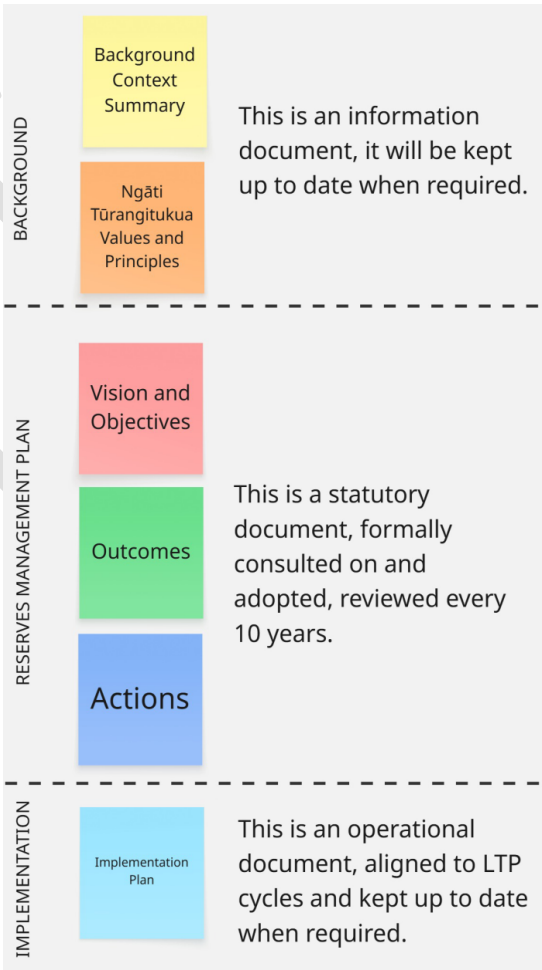 BACKGROUND
Background
Context
Summary
Ngāti
Tūrangitukua
Values and
Principles
This is an information
document, it will be kept
up to date when required.
RESERVES MANAGEMENT PLAN
Vision and
Objectives
Outcomes
Actions
This is a statutory
document, formally
consulted on and
adopted, reviewed every
10 years.
IMPLEMENTATION
Implementation
Plan
This is an operational
document, aligned to LTP
cycles and kept up to date
when required.